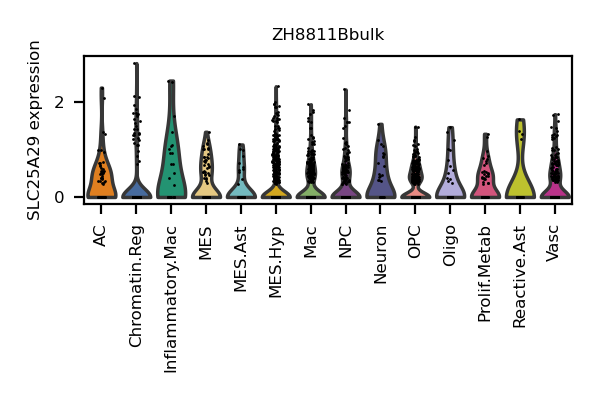 ZH8811Bbulk
SLC25A29 expression
2
0
AC
Chromatin.Reg
Inflammatory.Mac
MES
MES.Ast
MES.Hyp
Mac
NPC
Neuron
OPC
Oligo
Prolif.Metab
Reactive.Ast
Vasc